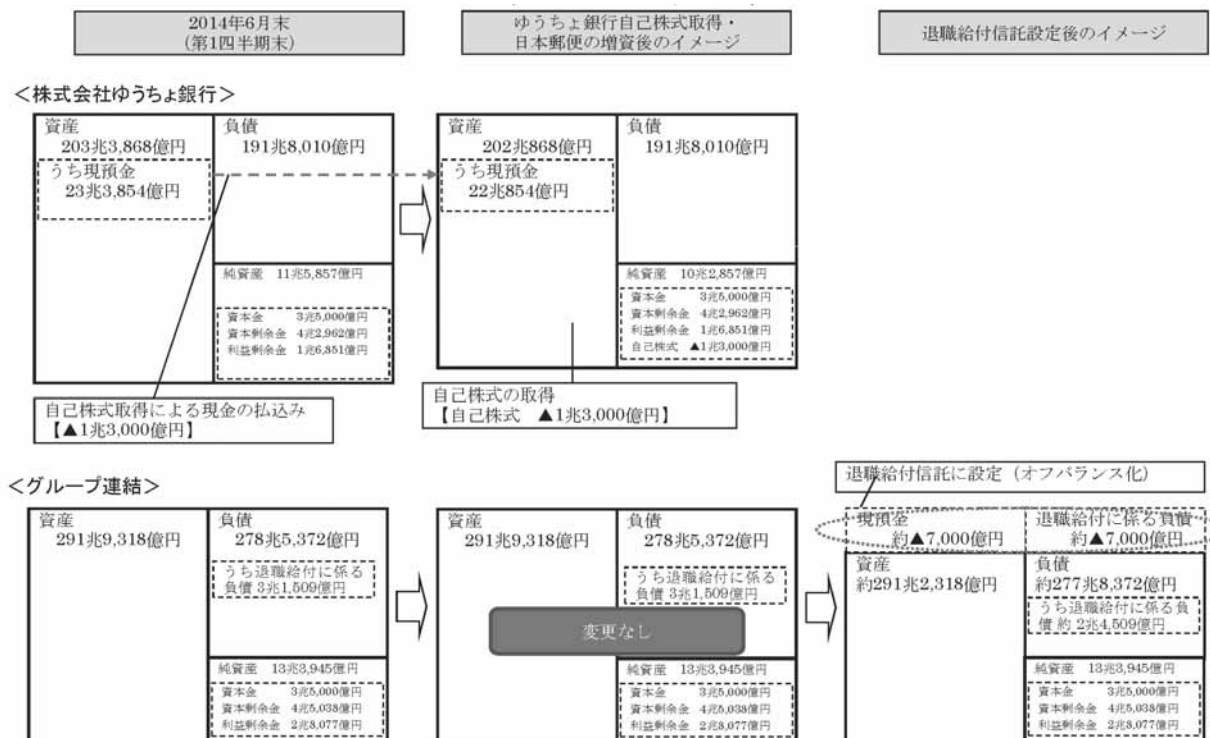 2014年6月末
(第1四半期末)
ゆうちょ銀行自己株式取得・
日本郵便の増資後のイメージ
退職給付信託設定後のイメージ
＜株式会社ゆうちょ銀行＞
資産
203兆3,868億円
うち現預金
23兆3,854億円
負債
191兆8,010億円
純資産 11兆5,857億円
資本金 3兆5,000億円
資本剰余金 4兆2,962億円
利益剰余金 1兆6,851億円
自己株式取得による現金の払込み
【▲1兆3,000億円】
資産
202兆868億円
うち現預金
22兆854億円
負債
191兆8,010億円
純資産 10兆2,857億円
資本金 3兆5,000億円
資本剰余金 4兆2,962億円
利益剰余金 1兆6,851億円
自己株式 ▲1兆3,000億円
自己株式の取得
【自己株式 ▲1兆3,000億円】
＜グループ連結＞
資産
291兆9,318億円
負債
278兆5,372億円
うち退職給付に係る
負債 3兆1,509億円
純資産 13兆3,945億円
資本金 3兆5,000億円
資本剰余金 4兆5,038億円
利益剰余金 2兆8,077億円
資産
291兆9,318億円
負債
278兆5,372億円
うち退職給付に係る
負債 3兆1,509億円
変更なし
純資産 13兆3,945億円
資本金 3兆5,000億円
資本剰余金 4兆5,038億円
利益剰余金 2兆8,077億円
退職給付信託に設定（オフバランス化）
現預金
約▲7,000億円
退職給付に係る負債
約▲7,000億円
資産
約291兆2,318億円
負債
約277兆8,372億円
うち退職給付に係る負
債 約 2兆4,509億円
純資産 13兆3,945億円
資本金 3兆5,000億円
資本剰余金 4兆5,038億円
利益剰余金 2兆8,077億円